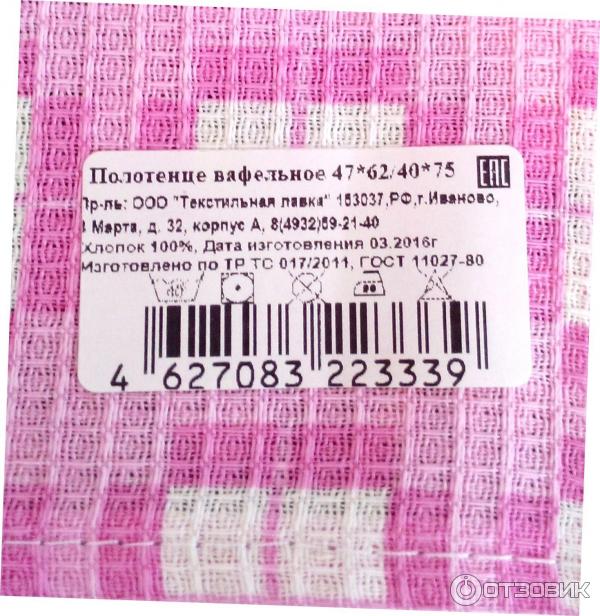 Полотенце вафельное 47*62/40*75
EAC
Пр-ль: ООО "Текстильная лавка" 153037,РФ,г.Иваново,
8 Марта, д. 32, корпус А, 8(4932)59-21-40
Хлопок 100%, Дата изготовления 03.2016г
Изготовлено по ТР ТС 017/2011, ГОСТ 11027-80
40
4 627083 223339
ОТЗОВИК